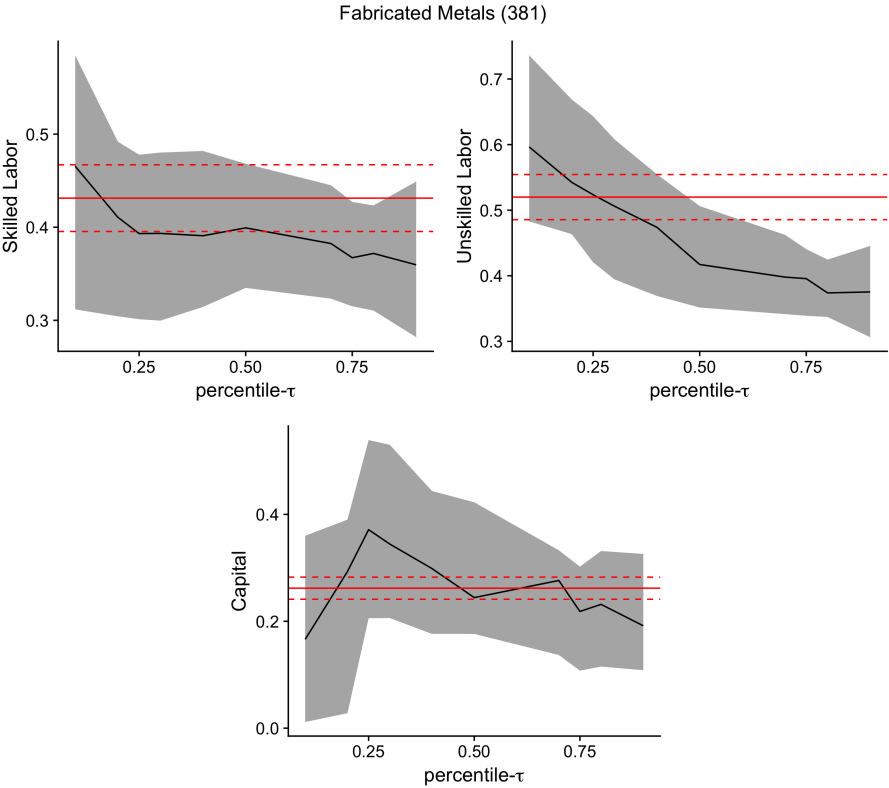 Fabricated Metals (381)
Skilled Labor
0.5
0.4
0.3
0.25 0.50 0.75
percentile-τ
Unskilled Labor
0.7
0.6
0.5
0.4
0.3
0.25 0.50 0.75
percentile-τ
Capital
0.4
0.2
0.0
0.25 0.50 0.75
percentile-τ